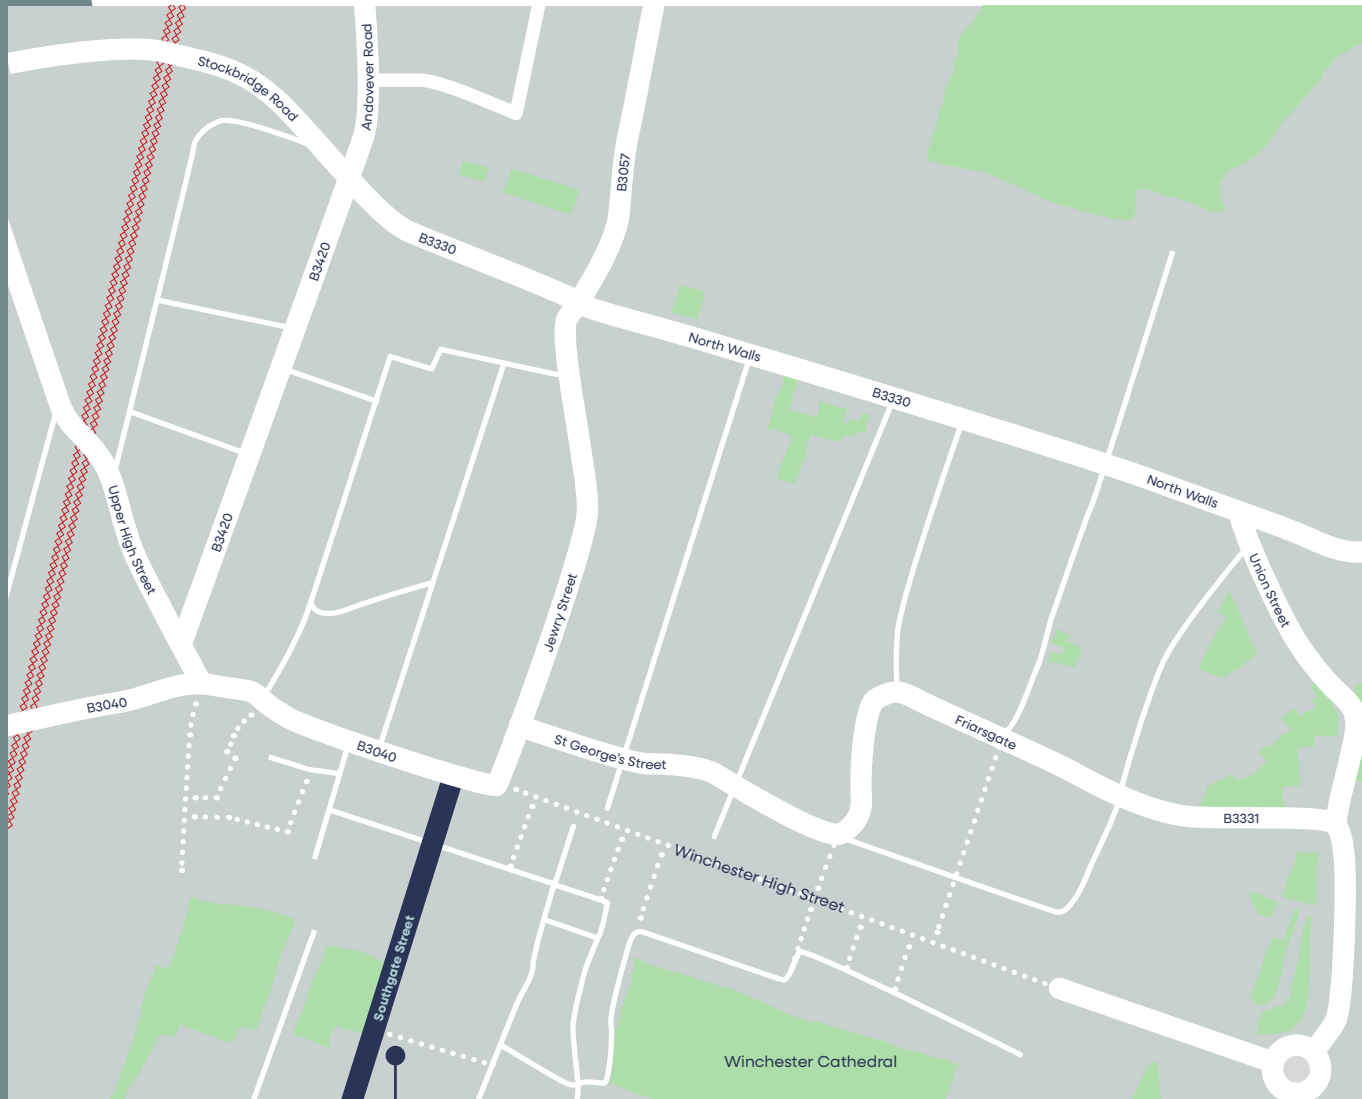 Stockbridge Road
Andovever Road
B3057
B3420
B3330
North Walls
B3330
North Walls
Upper High Street
B3420
Union Street
Jewry Street
B3040
B3040
St George's Street
Friarsgate
B3331
Winchester High Street
Southgate Street
Winchester Cathedral